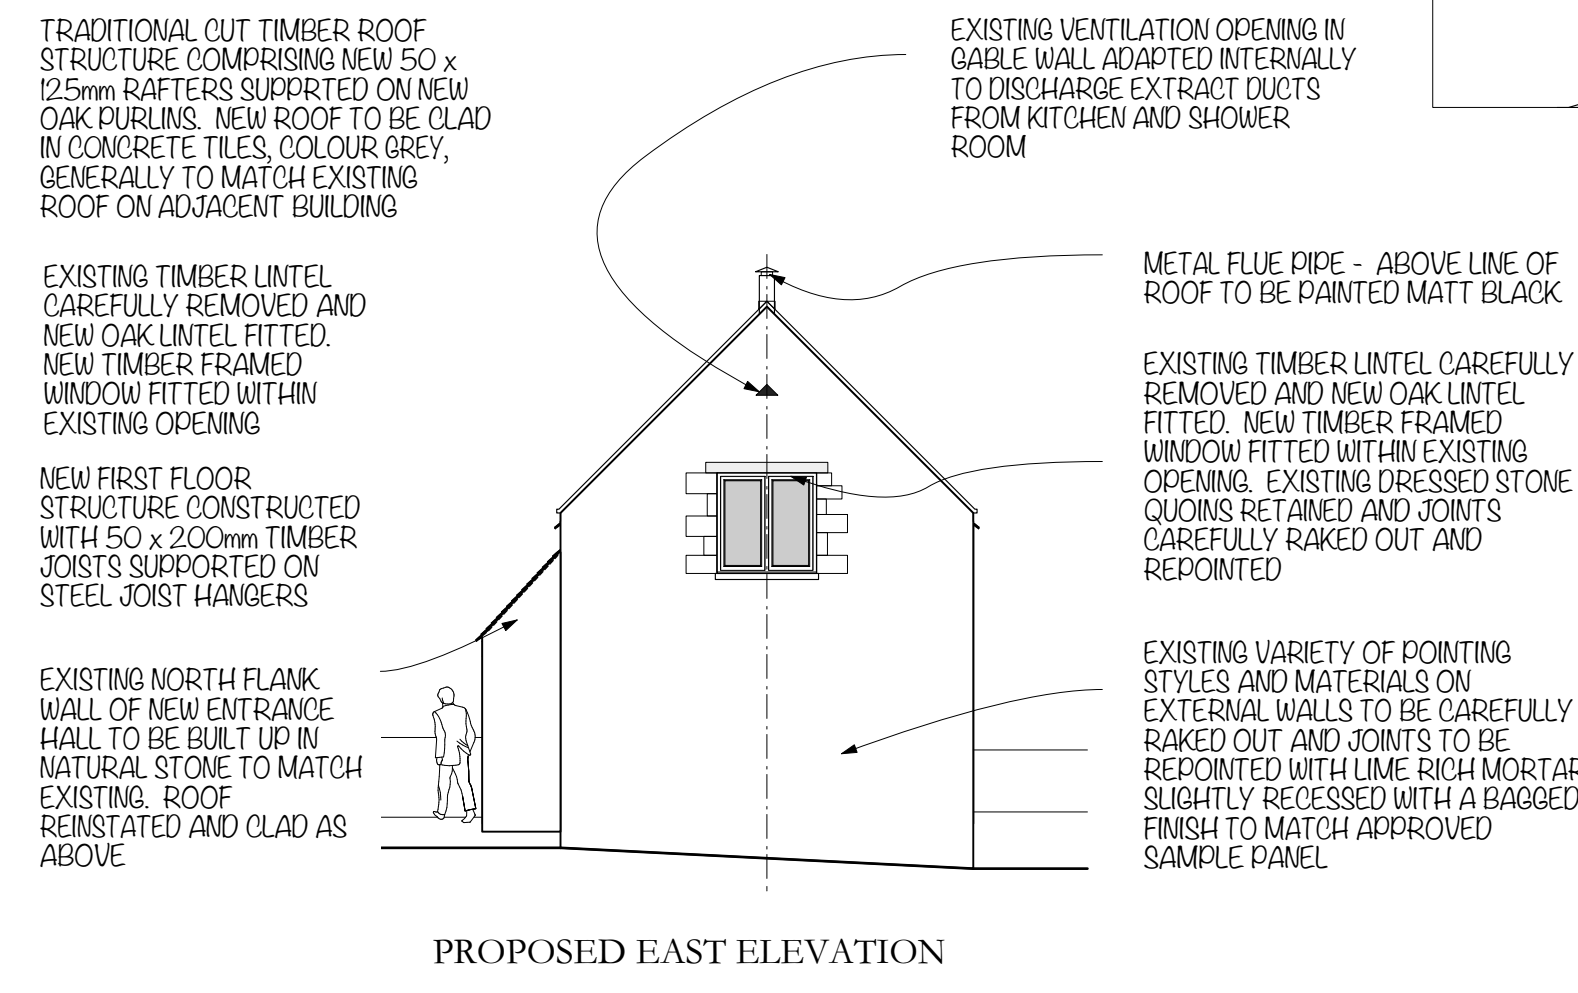 TRADITIONAL CUT TIMBER ROOF
STRUCTURE COMPRISING NEW 50 x
125mm RAFTERS SUPPRTED ON NEW
OAK PURLINS.  NEW ROOF TO BE CLAD
IN CONCRETE TILES, COLOUR GREY,
GENERALLY TO MATCH EXISTING
ROOF ON ADJACENT BUILDING
EXISTING TIMBER LINTEL
CAREFULLY REMOVED AND
NEW OAK LINTEL FITTED.
NEW TIMBER FRAMED
WINDOW FITTED WITHIN
EXISTING OPENING
NEW FIRST FLOOR
STRUCTURE CONSTRUCTED
WITH 50 x 200mm TIMBER
JOISTS SUPPORTED ON
STEEL JOIST HANGERS
EXISTING NORTH FLANK
WALL OF NEW ENTRANCE
HALL TO BE BUILT UP IN
NATURAL STONE TO MATCH
EXISTING.  ROOF
REINSTATED AND CLAD AS
ABOVE
EXISTING VENTILATION OPENING IN
GABLE WALL ADAPTED INTERNALLY
TO DISCHARGE EXTRACT DUCTS
FROM KITCHEN AND SHOWER
ROOM
METAL FLUE PIPE -  ABOVE LINE OF
ROOF TO BE PAINTED MATT BLACK
EXISTING TIMBER LINTEL CAREFULLY
REMOVED AND NEW OAK LINTEL
FITTED.  NEW TIMBER FRAMED
WINDOW FITTED WITHIN EXISTING
OPENING.  EXISTING DRESSED STONE
QUOINS RETAINED AND JOINTS
CAREFULLY RAKED OUT AND
REPOINTED
EXISTING VARIETY OF POINTING
STYLES AND MATERIALS ON
EXTERNAL WALLS TO BE CAREFULLY
RAKED OUT AND JOINTS TO BE
REPOINTED WITH LIME RICH MORTAR
SLIGHTLY RECESSED WITH A BAGGED
FINISH TO MATCH APPROVED
SAMPLE PANEL
PROPOSED EAST ELEVATION